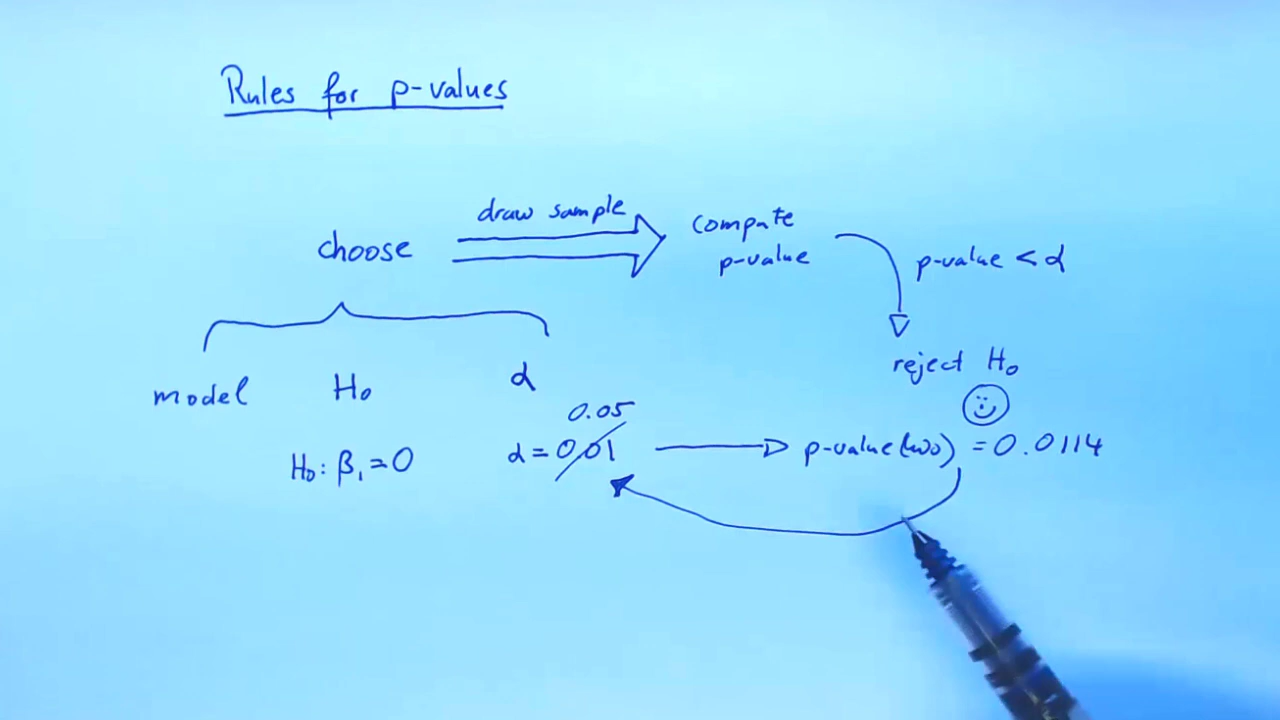 Rules for p-values
draw sample
choose
compute
p-value
p-value < α
reject H₀
model H₀ α
0.05
H₀: β₁ = 0
α = 0.01
p-value(two) = 0.0114